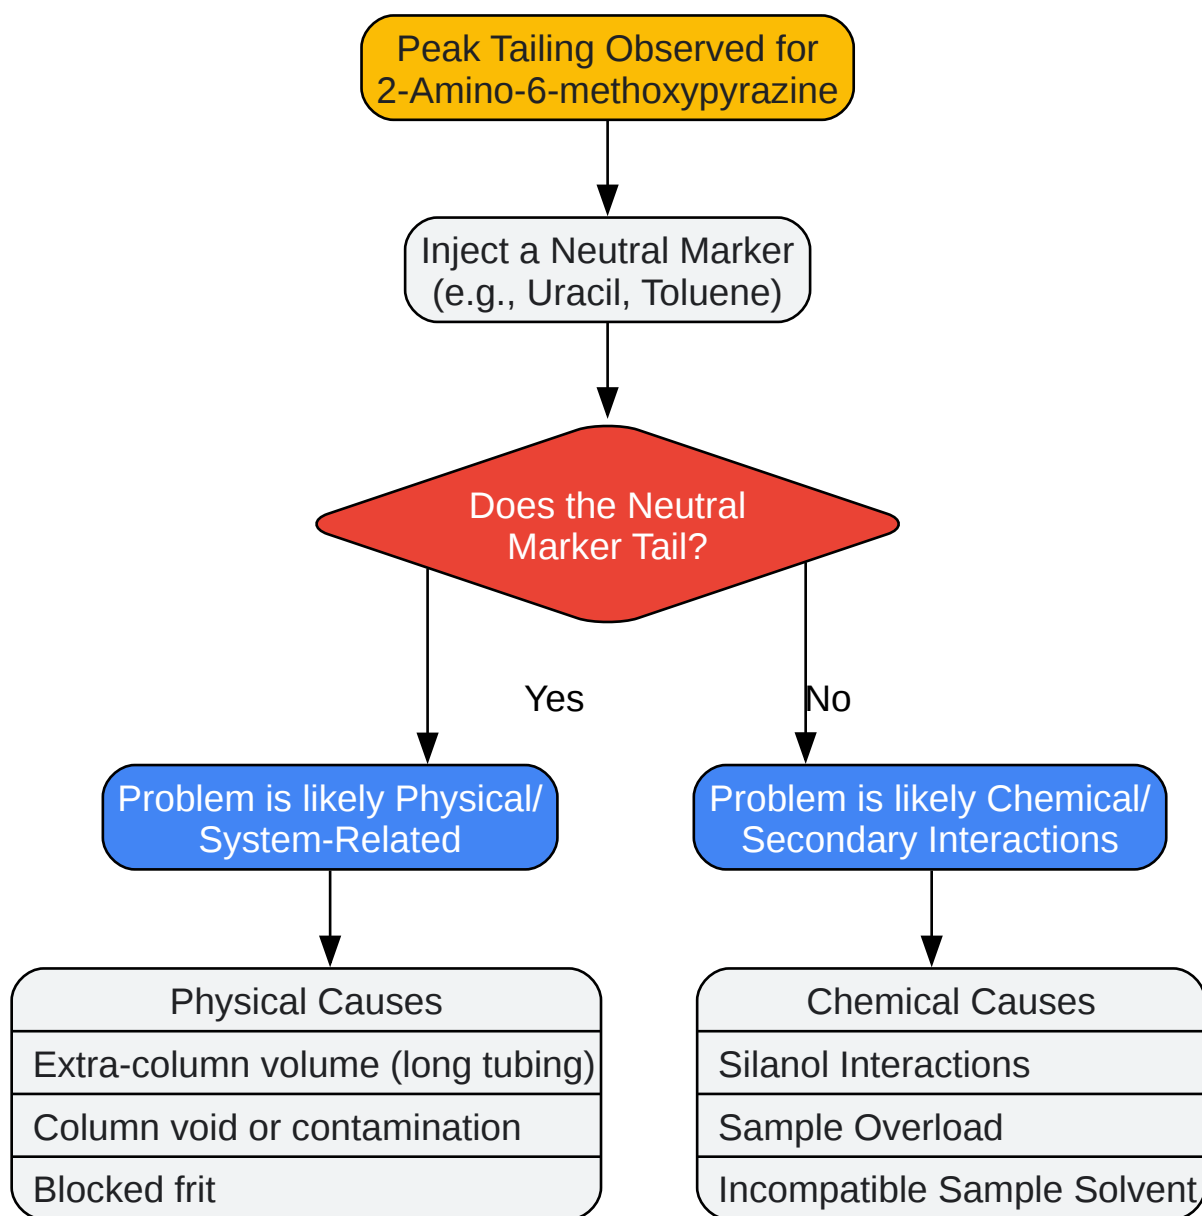 Peak Tailing Observed for
2-Amino-6-methoxypyrazine
Inject a Neutral Marker
(e.g., Uracil, Toluene)
Does the Neutral
Marker Tail?
Yes
No
Problem is likely Physical/
System-Related
Problem is likely Chemical/
Secondary Interactions
Physical Causes
Extra-column volume (long tubing)
Column void or contamination
Blocked frit
Chemical Causes
Silanol Interactions
Sample Overload
Incompatible Sample Solvent